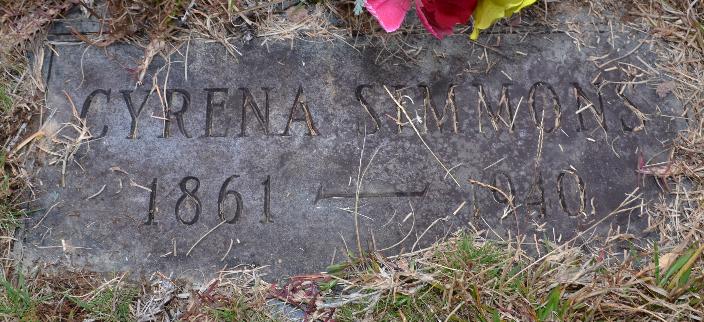 CYRENA SIMMONS
1861 — 1940